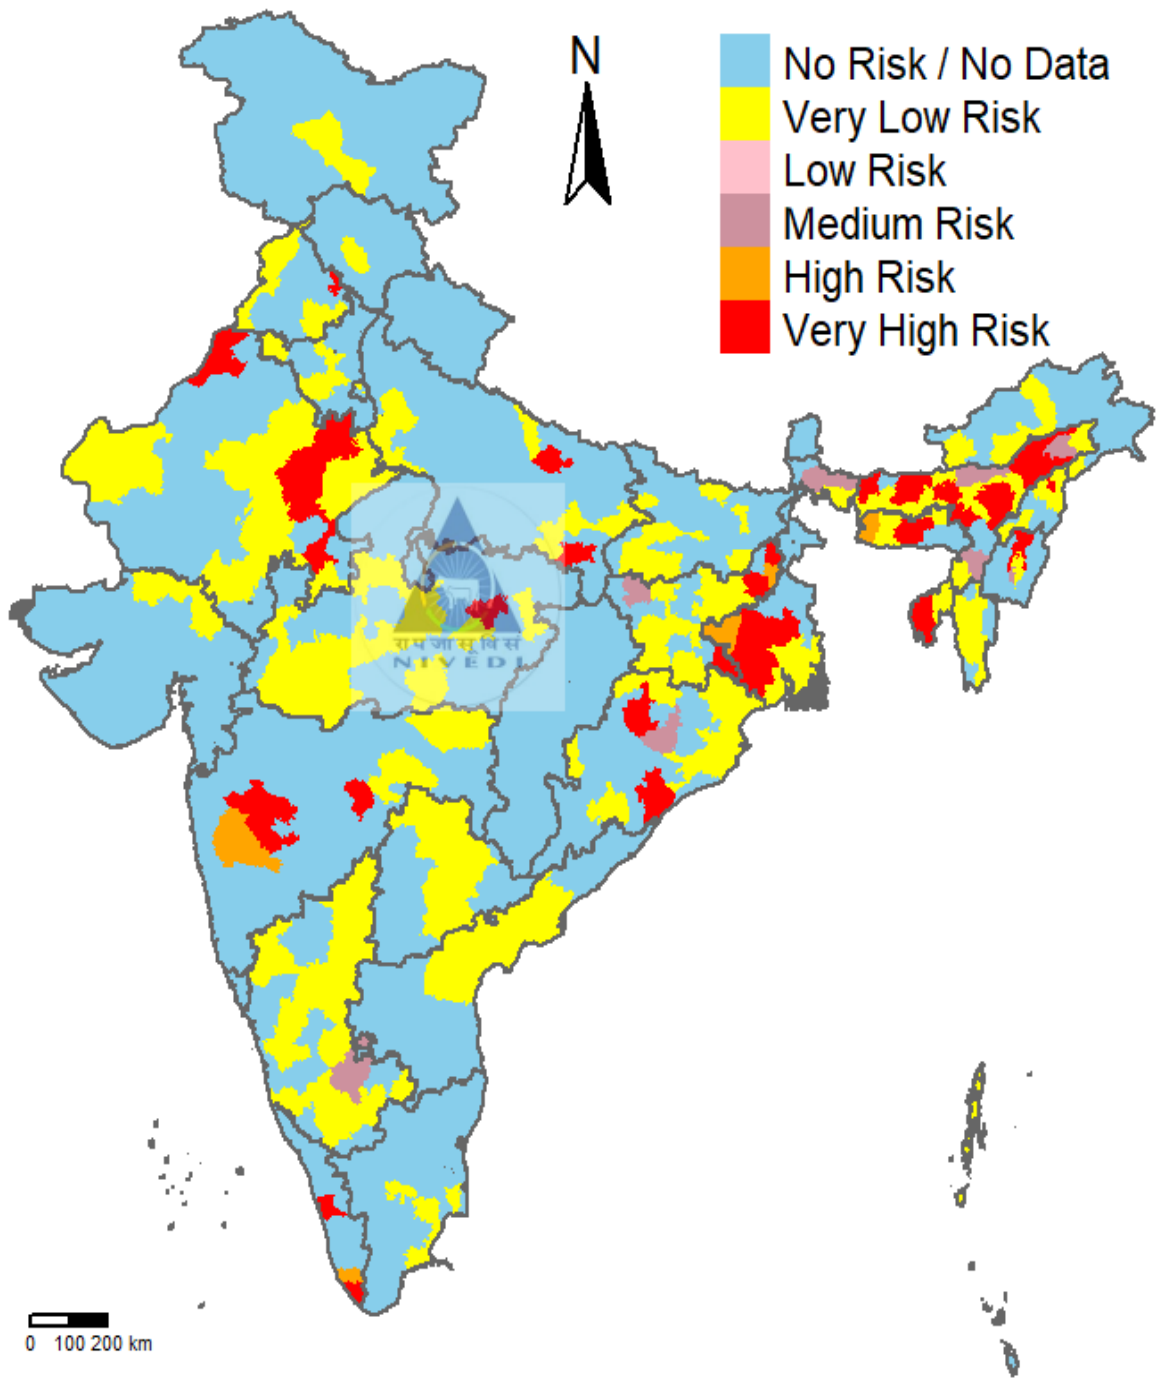 N
No Risk / No Data
Very Low Risk
Low Risk
Medium Risk
High Risk
Very High Risk
रा प जा सू वि सं
NIVEDI
0 100 200 km